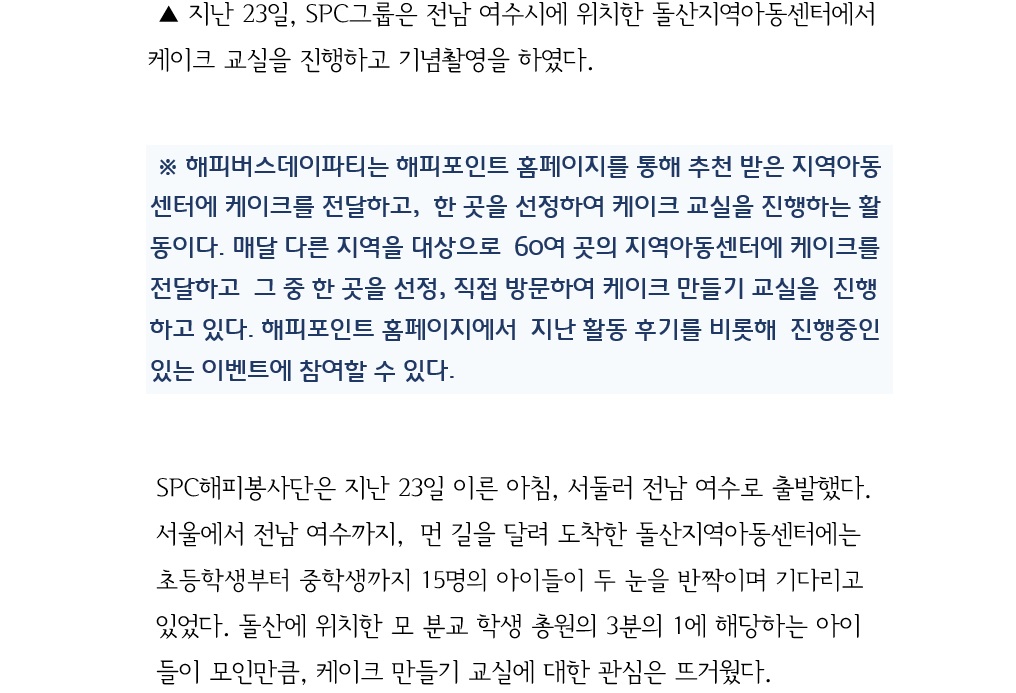 ▲ 지난 23일, SPC그룹은 전남 여수시에 위치한 돌산지역아동센터에서
케이크 교실을 진행하고 기념촬영을 하였다.
※ 해피버스데이파티는 해피포인트 홈페이지를 통해 추천 받은 지역아동
센터에 케이크를 전달하고, 한 곳을 선정하여 케이크 교실을 진행하는 활
동이다. 매달 다른 지역을 대상으로 60여 곳의 지역아동센터에 케이크를
전달하고 그 중 한 곳을 선정, 직접 방문하여 케이크 만들기 교실을 진행
하고 있다. 해피포인트 홈페이지에서 지난 활동 후기를 비롯해 진행중인
있는 이벤트에 참여할 수 있다.
SPC해피봉사단은 지난 23일 이른 아침, 서둘러 전남 여수로 출발했다.
서울에서 전남 여수까지, 먼 길을 달려 도착한 돌산지역아동센터에는
초등학생부터 중학생까지 15명의 아이들이 두 눈을 반짝이며 기다리고
있었다. 돌산에 위치한 모 분교 학생 총원의 3분의 1에 해당하는 아이
들이 모인만큼, 케이크 만들기 교실에 대한 관심은 뜨거웠다.